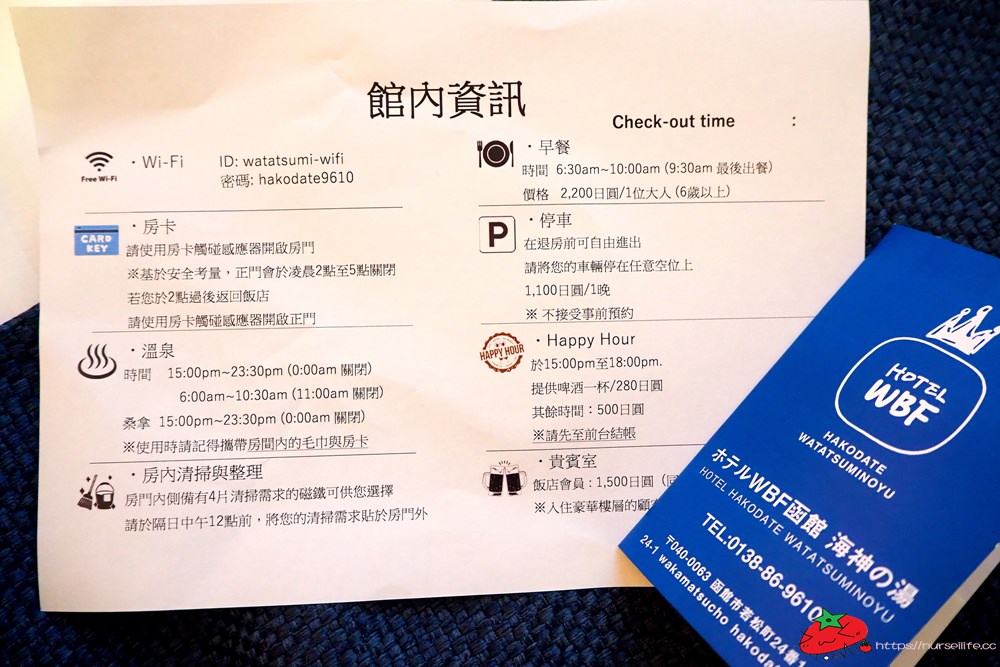 館內資訊
Check-out time :
Free Wi-Fi
・Wi-Fi ID: watatsumi-wifi
密碼: hakodate9610
CARD KEY
・房卡
請使用房卡觸碰感應器開啟房門
※基於安全考量，正門會於凌晨2點至5點關閉
若您於2點過後返回飯店
請使用房卡觸碰感應器開啟正門
・溫泉
時間 15:00pm~23:30pm (0:00am 關閉)
6:00am~10:30am (11:00am 關閉)
桑拿 15:00pm~23:30pm (0:00am 關閉)
※使用時請記得攜帶房間內的毛巾與房卡
・房內清掃與整理
房門內側備有4片清掃需求的磁鐵可供您選擇
請於隔日中午12點前，將您的清掃需求貼於房門外
・早餐
時間 6:30am~10:00am (9:30am 最後出餐)
價格 2,200日圓/1位大人 (6歲以上)
P
・停車
在退房前可自由進出
請將您的車輛停在任意空位上
1,100日圓/1晚
※ 不接受事前預約
HAPPY HOUR
・Happy Hour
於15:00pm至18:00pm.
提供啤酒一杯/280日圓
其餘時間：500日圓
※請先至前台結帳
・貴賓室
飯店會員：1,500日圓
※入住豪華樓層的顧
HOTEL
WBF
HAKODATE
WATATSUMINOYU
ホテルWBF函館 海神の湯
HOTEL HAKODATE WATATSUMINOYU
TEL:0138-86-9610
〒040-0063 函館市若松町24番1
24-1 wakamatsucho hakoda
https://nurseilife.cc